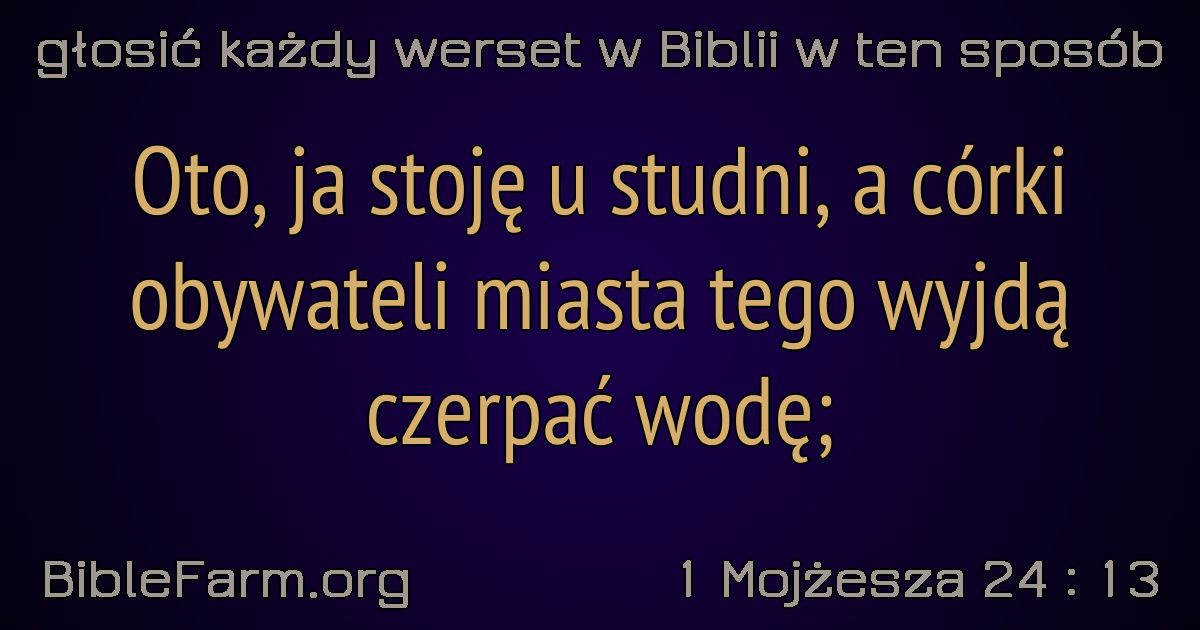 głosić każdy werset w Biblii w ten sposób
Oto, ja stoję u studni, a córki
obywateli miasta tego wyjdą
czerpać wodę;
BibleFarm.org
1 Mojżesza 24 : 13